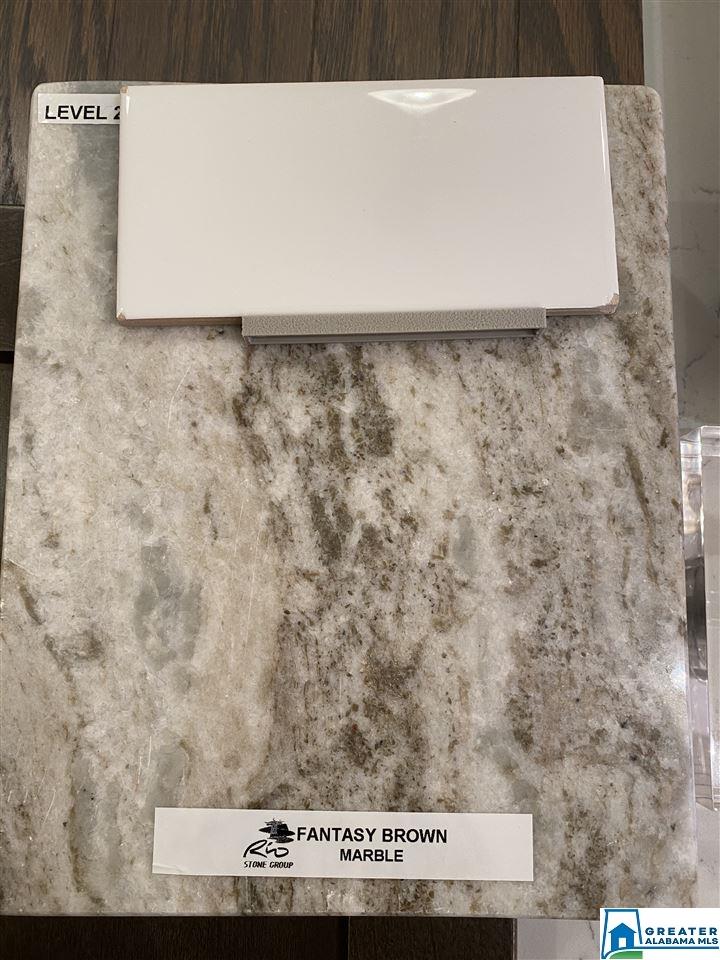 LEVEL 2
FANTASY BROWN
MARBLE
Rio
STONE GROUP
GREATER
ALABAMA MLS